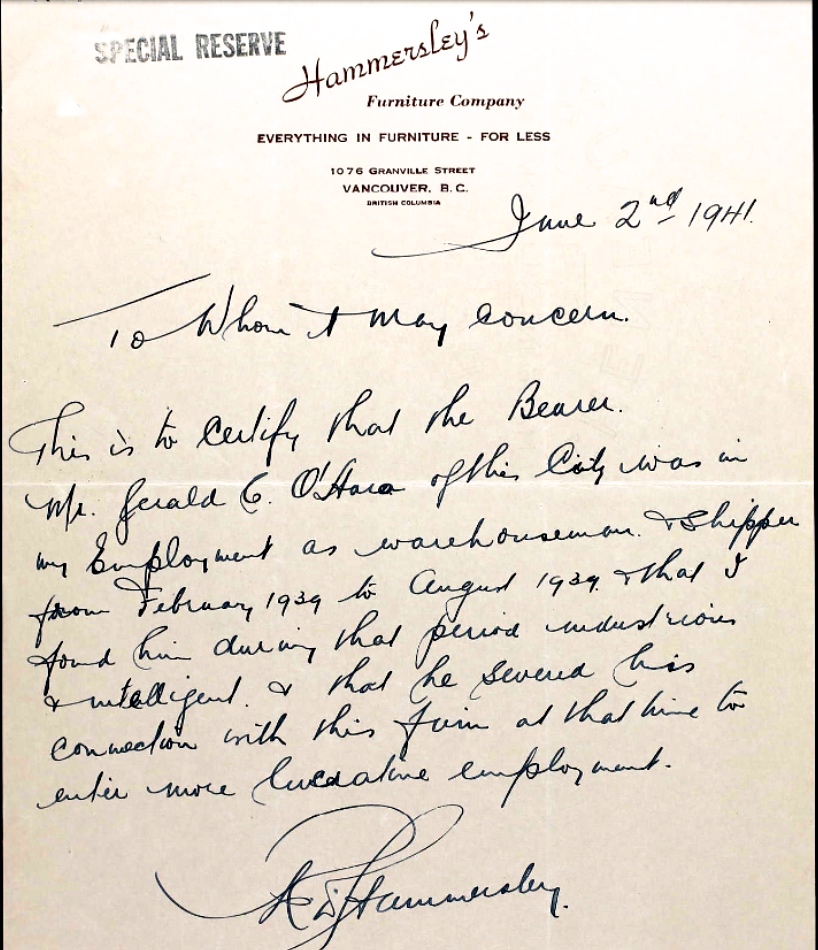 SPECIAL RESERVE
Hammersley's
Furniture Company
EVERYTHING IN FURNITURE - FOR LESS
1076 GRANVILLE STREET
VANCOUVER, B.C.
BRITISH COLUMBIA
June 2nd 1941.
To Whom it May Concern.
This is to Certify that the Bearer.
Mr. Gerald C. O'Hara of this City was in
my Employment as warehouseman. & Shipper
from February 1939 to August 1939. & that I
found him during that period industrious
& intelligent. & that he severed his
connection with this firm at that time to
enter more lucrative employment.
Hammersley.